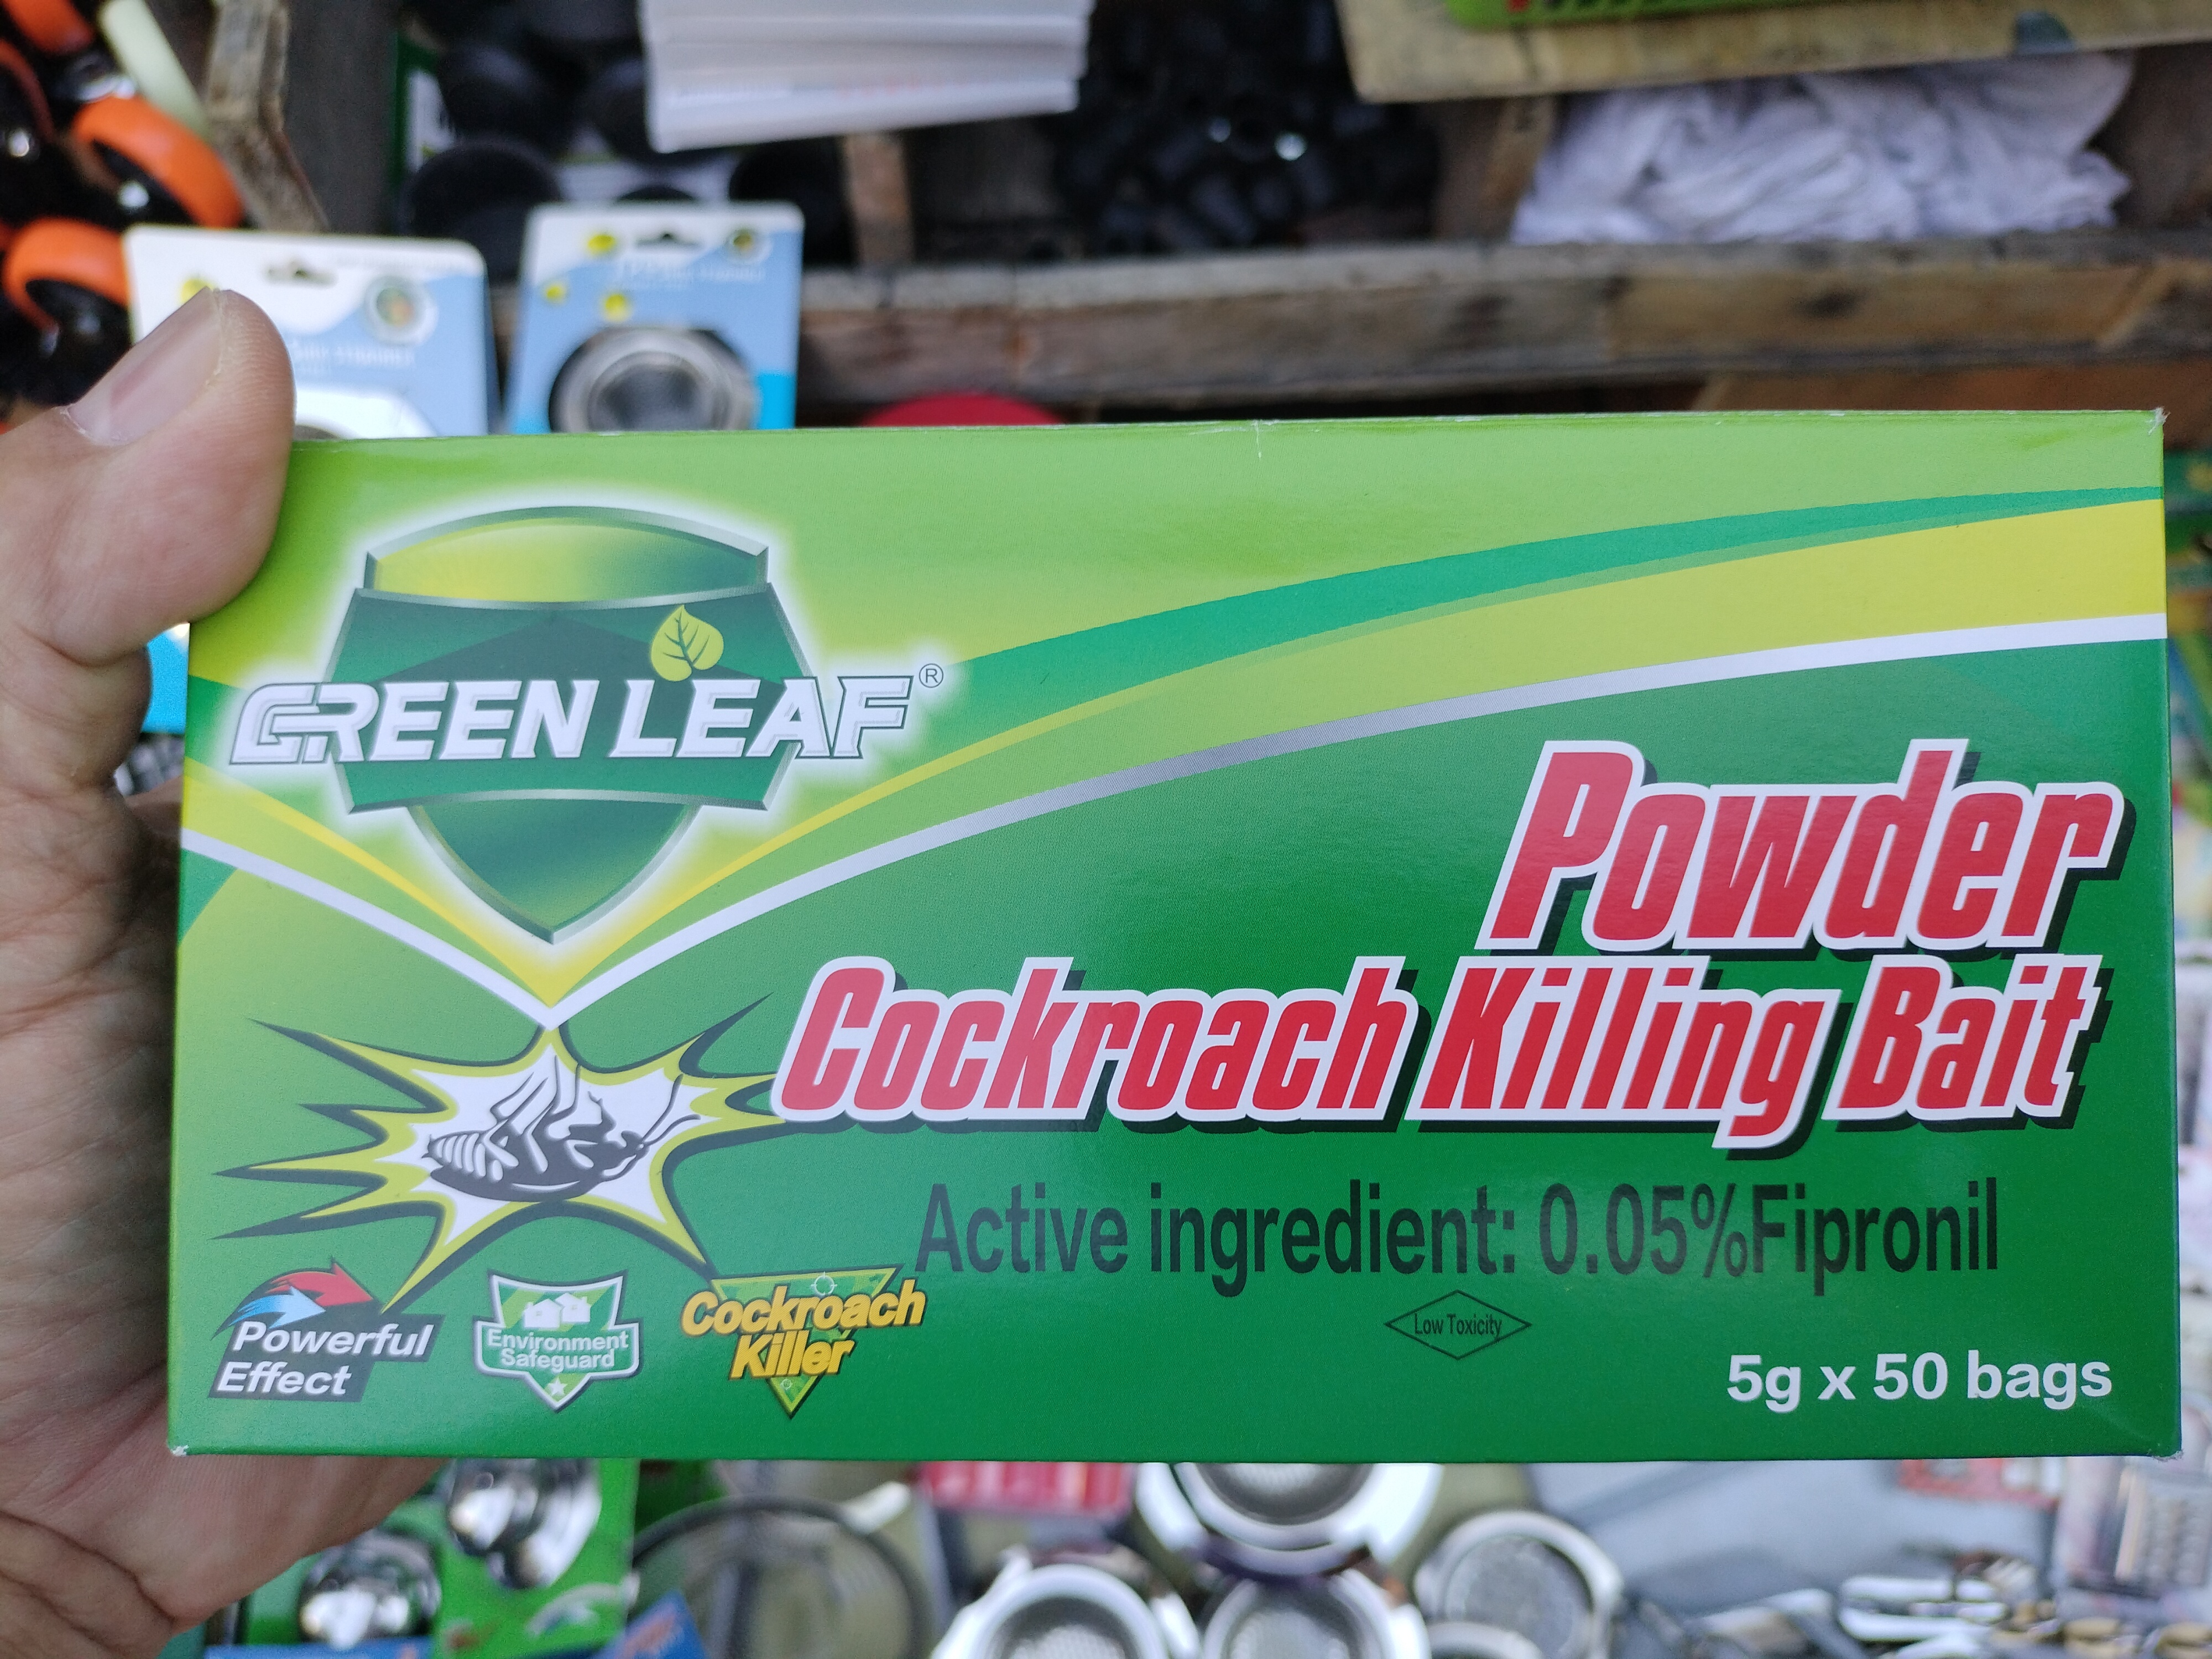 GREEN LEAF®
Powder
Cockroach Killing Bait
Active ingredient: 0.05%Fipronil
Low Toxicity
5g x 50 bags
Powerful
Effect
Environment
Safeguard
Cockroach
Killer